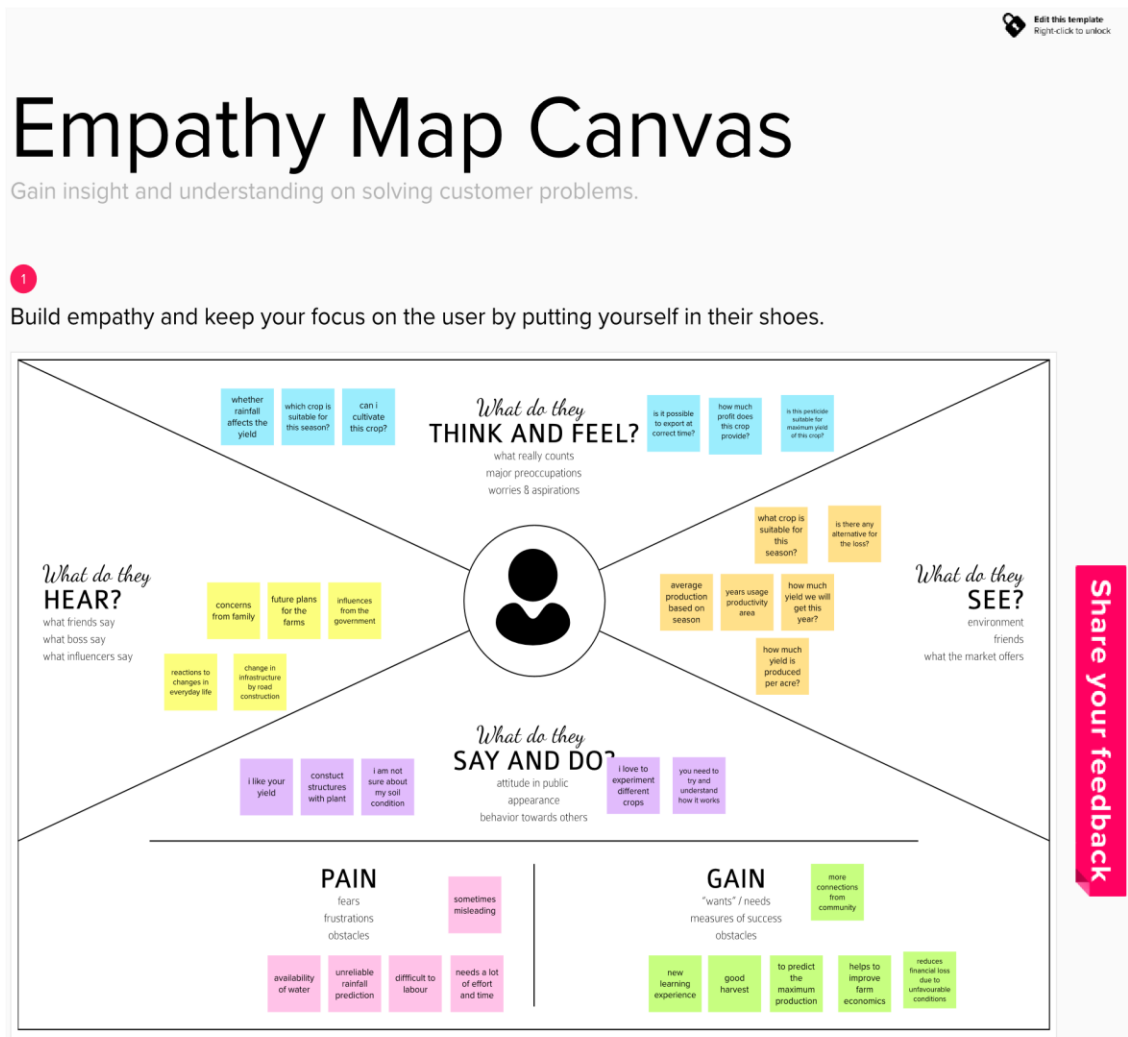 Edit this template
Right-click to unlock
Empathy Map Canvas
Gain insight and understanding on solving customer problems.
1
Build empathy and keep your focus on the user by putting yourself in their shoes.
whether
rainfall
affects the
yield
which crop is
suitable for
this season?
can i
cultivate
this crop?
What do they
THINK AND FEEL?
what really counts
major preoccupations
worries & aspirations
is it possible
to export at
correct time?
how much
profit does
this crop
provide?
is this pesticide
suitable for
maximum yield
of this crop?
What do they
HEAR?
what friends say
what boss say
what influencers say
concerns
from family
future plans
for the
farms
influences
from the
government
reactions to
changes in
everyday life
change in
infrastructure
by road
construction
what crop is
suitable for
this
season?
is there any
alternative for
the loss?
average
production
based on
season
years usage
productivity
area
how much
yield we will
get this
year?
how much
yield is
produced
per acre?
What do they
SEE?
environment
friends
what the market offers
Share your feedback
What do they
SAY AND DO?
attitude in public
appearance
behavior towards others
i like your
yield
constuct
structures
with plant
i am not
sure about
my soil
condition
i love to
experiment
different
crops
you need to
try and
understand
how it works
PAIN
fears
frustrations
obstacles
sometimes
misleading
availability
of water
unreliable
rainfall
prediction
diffficult to
labour
needs a lot
of effort
and time
GAIN
"wants" / needs
measures of success
obstacles
more
connections
from
community
new
learning
experience
good
harvest
to predict
the
maximum
production
helps to
improve
farm
economics
reduces
financial loss
due to
unfavourable
conditions